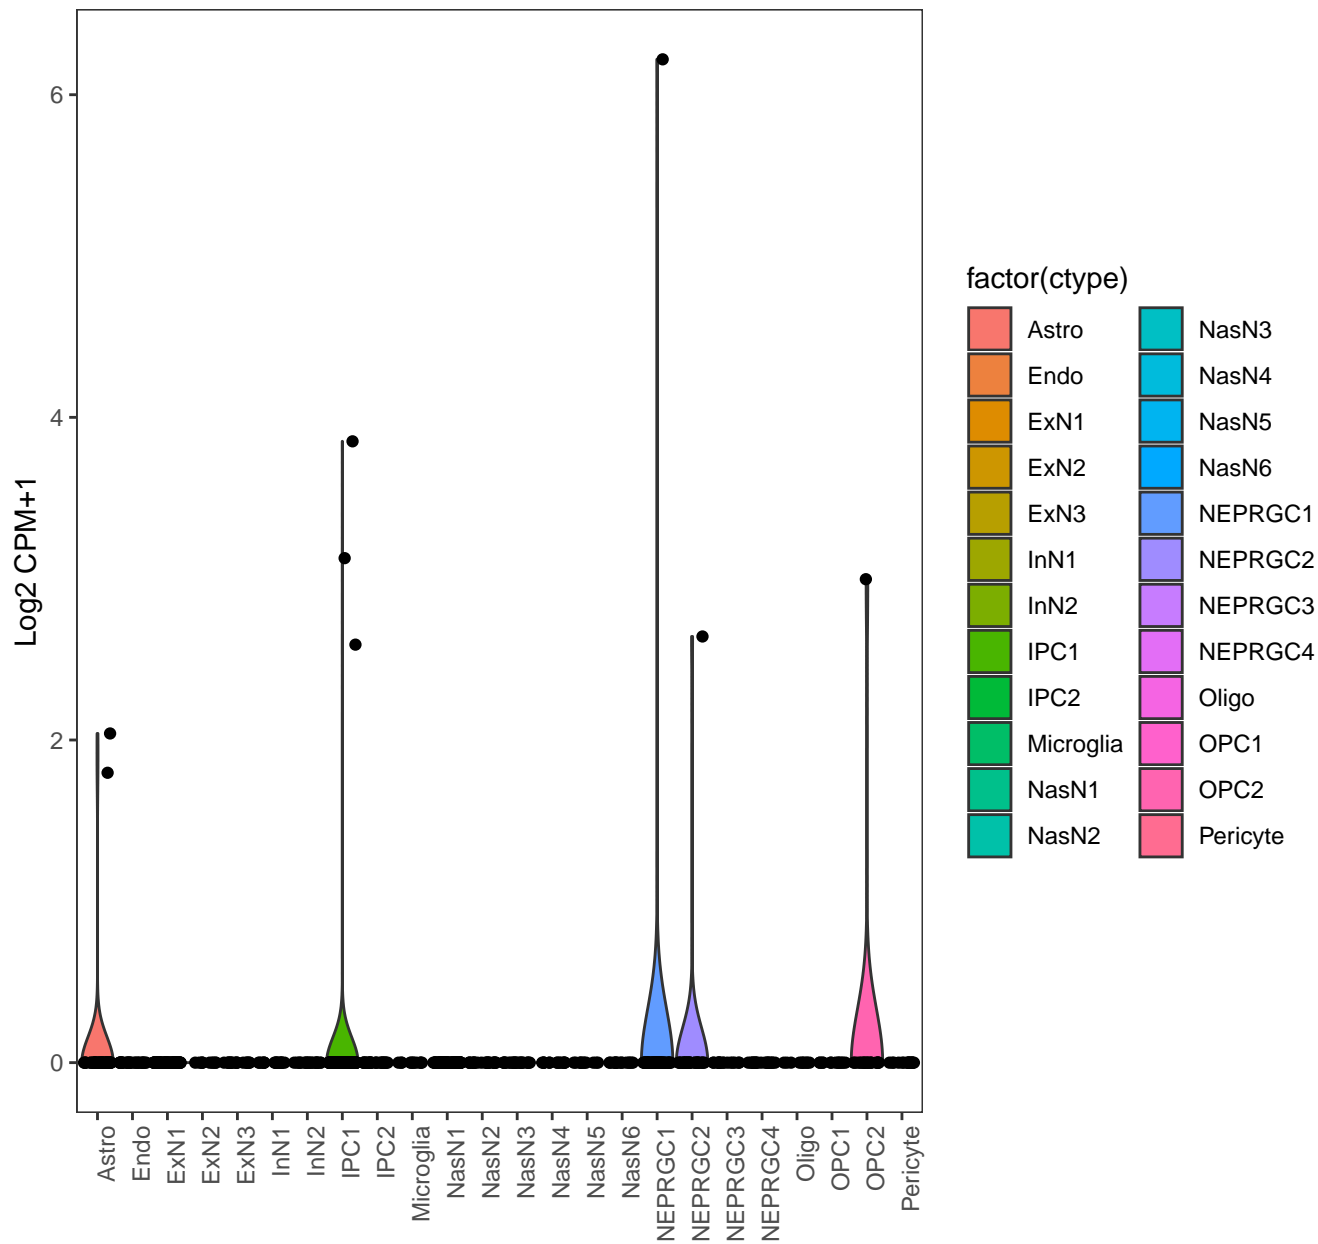 6
4
2
0
Log2 CPM+1
Astro
Endo
ExN1
ExN2
ExN3
InN1
InN2
IPC1
IPC2
Microglia
NasN1
NasN2
NasN3
NasN4
NasN5
NasN6
NEPRGC1
NEPRGC2
NEPRGC3
NEPRGC4
Oligo
OPC1
OPC2
Pericyte
factor(ctype)
Astro
Endo
ExN1
ExN2
ExN3
InN1
InN2
IPC1
IPC2
Microglia
NasN1
NasN2
NasN3
NasN4
NasN5
NasN6
NEPRGC1
NEPRGC2
NEPRGC3
NEPRGC4
Oligo
OPC1
OPC2
Pericyte